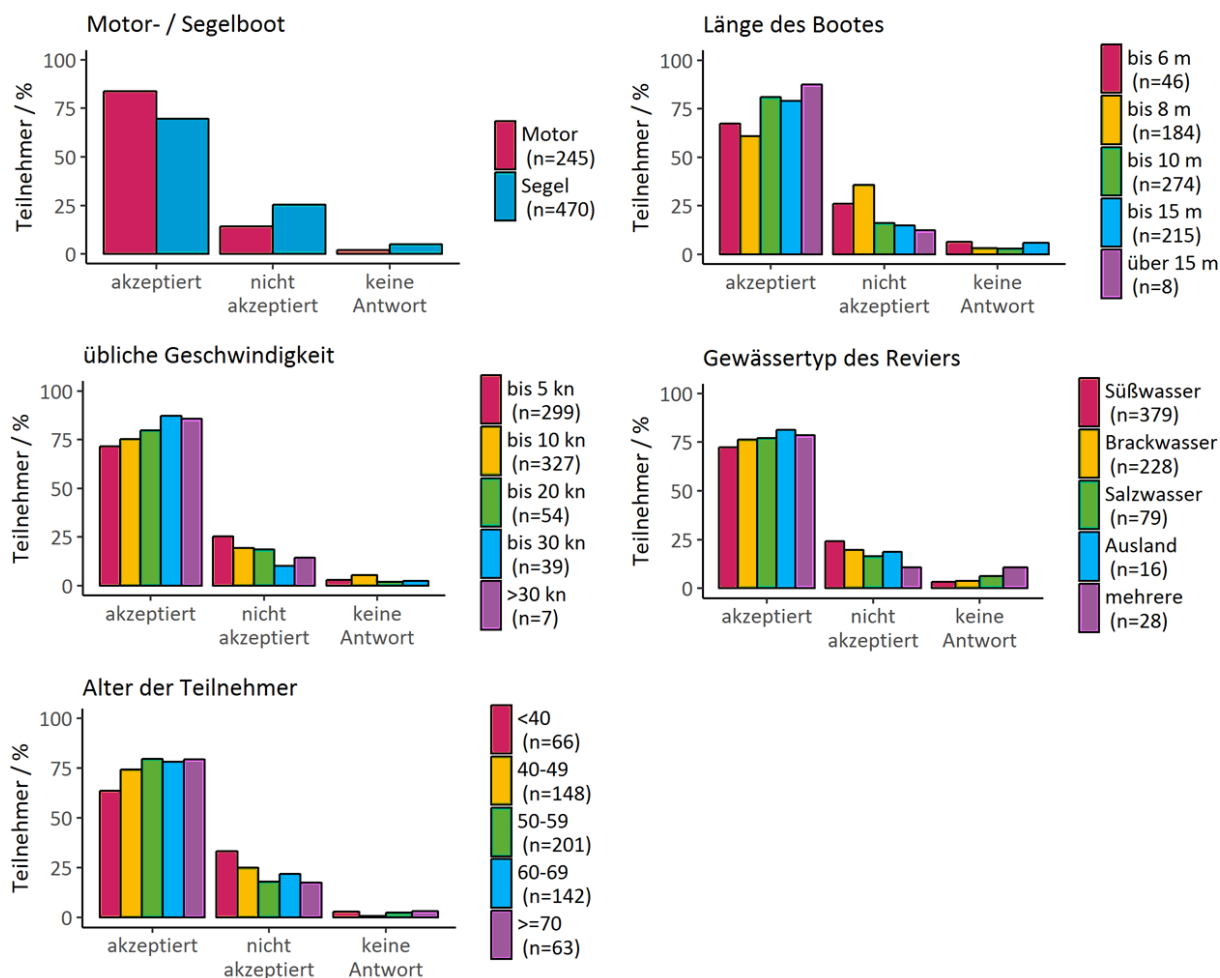 Motor- / Segelboot
Teilnehmer / %
100
75
50
25
0
akzeptiert
nicht
akzeptiert
keine
Antwort
Motor
(n=245)
Segel
(n=470)
Länge des Bootes
Teilnehmer / %
100
75
50
25
0
akzeptiert
nicht
akzeptiert
keine
Antwort
bis 6 m
(n=46)
bis 8 m
(n=184)
bis 10 m
(n=274)
bis 15 m
(n=215)
über 15 m
(n=8)
übliche Geschwindigkeit
Teilnehmer / %
100
75
50
25
0
akzeptiert
nicht
akzeptiert
keine
Antwort
bis 5 kn
(n=299)
bis 10 kn
(n=327)
bis 20 kn
(n=54)
bis 30 kn
(n=39)
>30 kn
(n=7)
Gewässertyp des Reviers
Teilnehmer / %
100
75
50
25
0
akzeptiert
nicht
akzeptiert
keine
Antwort
Süßwasser
(n=379)
Brackwasser
(n=228)
Salzwasser
(n=79)
Ausland
(n=16)
mehrere
(n=28)
Alter der Teilnehmer
Teilnehmer / %
100
75
50
25
0
akzeptiert
nicht
akzeptiert
keine
Antwort
<40
(n=66)
40-49
(n=148)
50-59
(n=201)
60-69
(n=142)
>=70
(n=63)